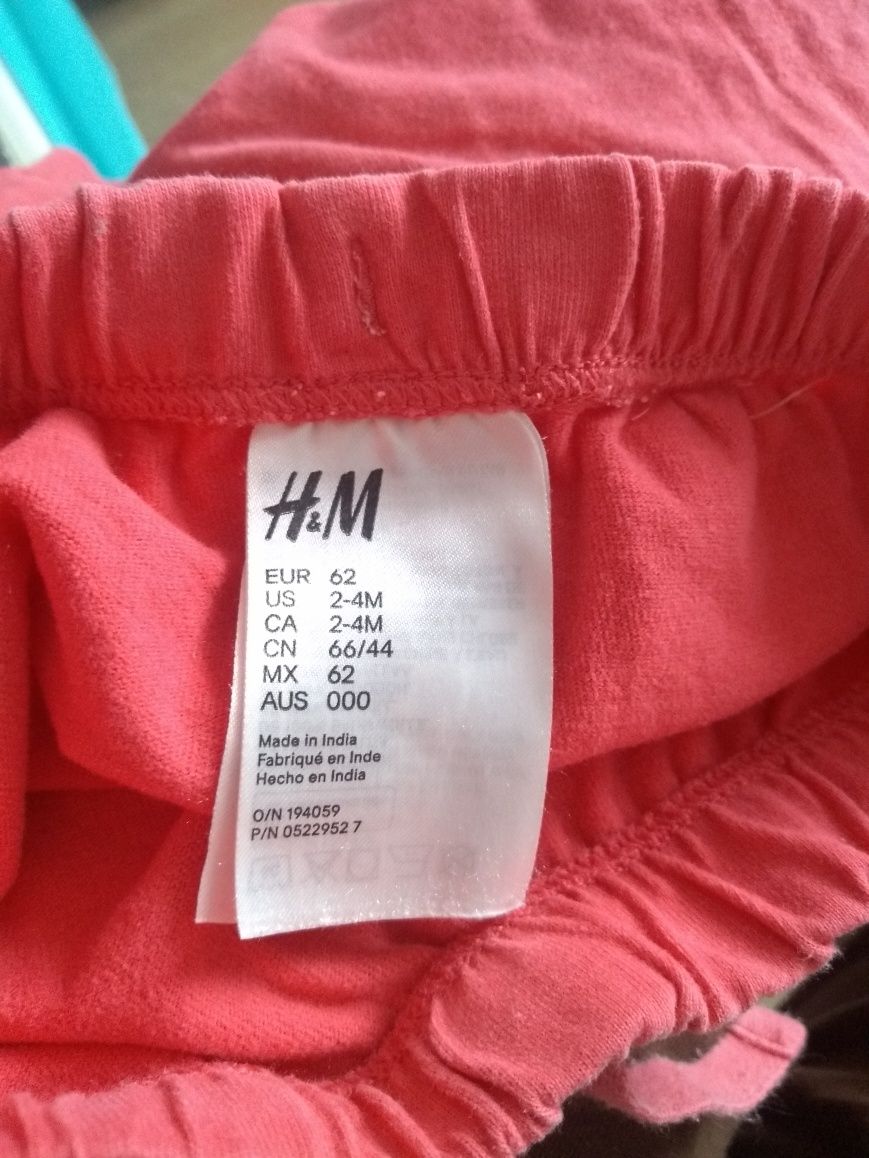 H&M
EUR 62
US 2-4M
CA 2-4M
CN 66/44
MX 62
AUS 000
Made in India
Fabriqué en Inde
Hecho en India
O/N 194059
P/N 0522952 7